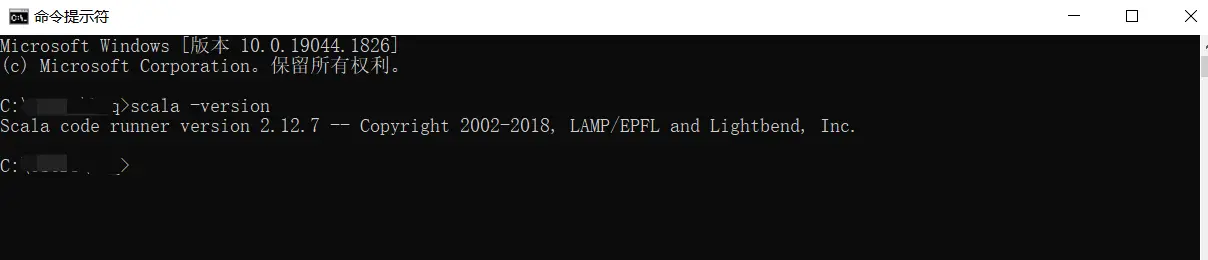 命令提示符
Microsoft Windows [版本 10.0.19044.1826]
(c) Microsoft Corporation。保留所有权利。
C:\ q>scala -version
Scala code runner version 2.12.7 -- Copyright 2002-2018, LAMP/EPFL and Lightbend, Inc.
C:\ >